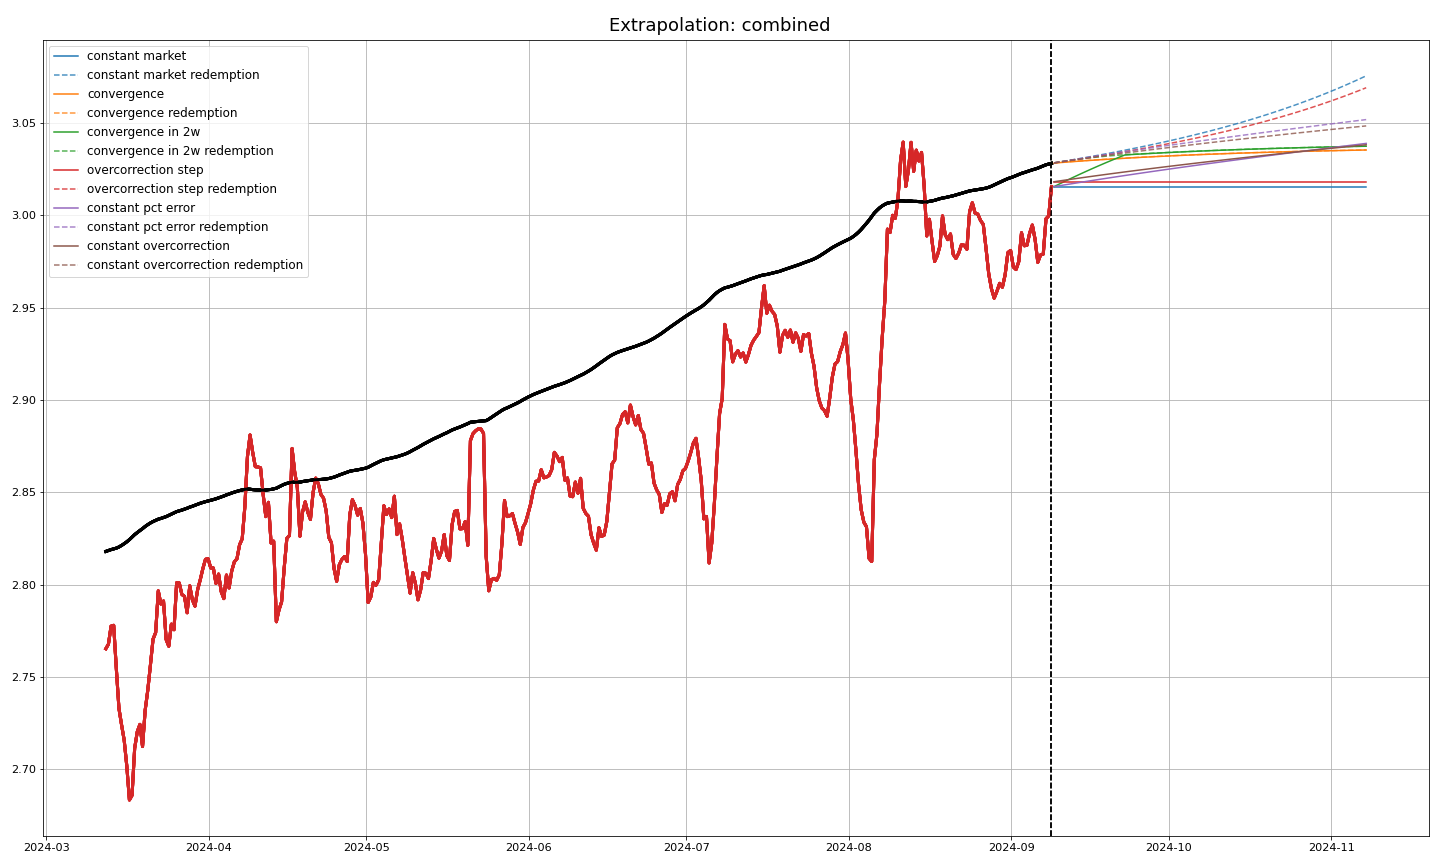 Extrapolation: combined
constant market
constant market redemption
convergence
convergence redemption
convergence in 2w
convergence in 2w redemption
overcorrection step
overcorrection step redemption
constant pct error
constant pct error redemption
constant overcorrection
constant overcorrection redemption
3.05
3.00
2.95
2.90
2.85
2.80
2.75
2.70
2024-03 2024-04 2024-05 2024-06 2024-07 2024-08 2024-09 2024-10 2024-11